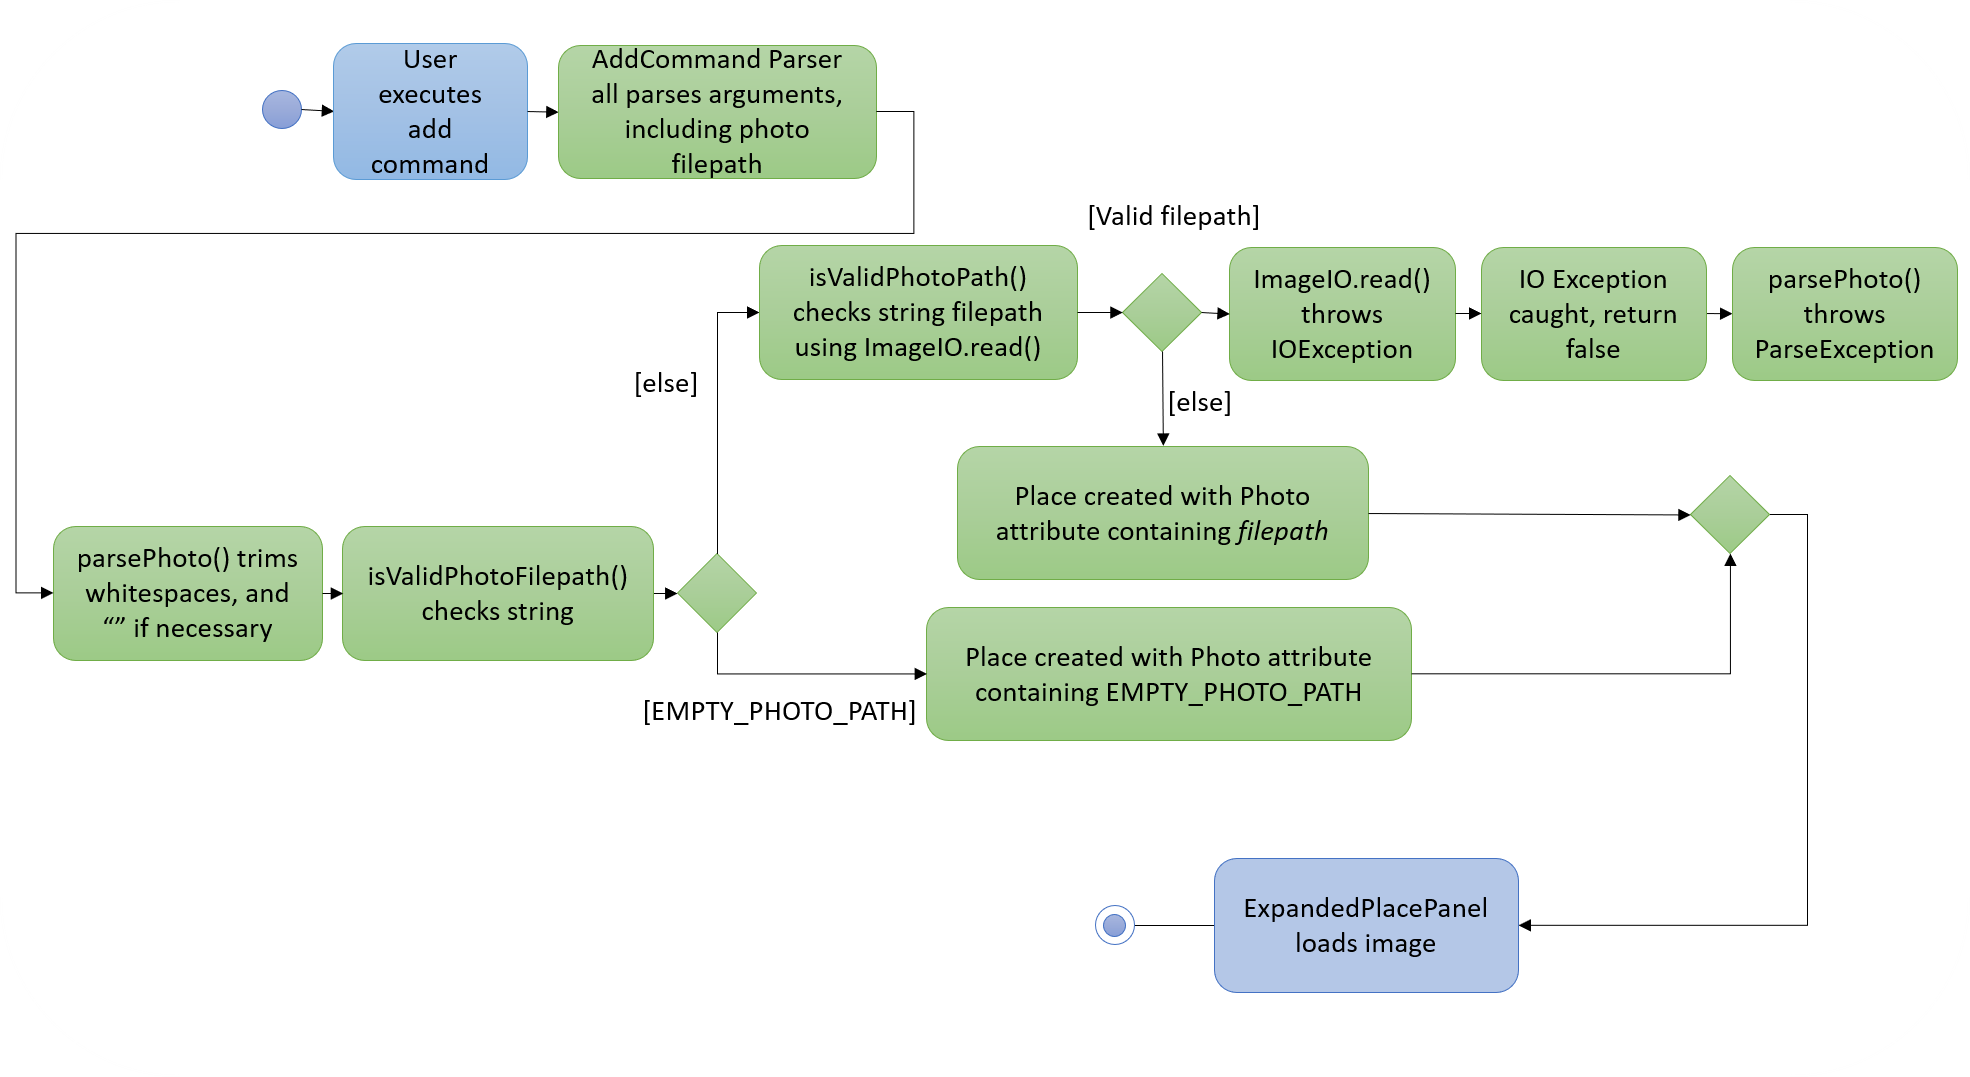 User
executes
add
command
AddCommand Parser
all parses arguments,
including photo
filepath
[Valid filepath]
isValidPhotoPath()
checks string filepath
using ImageIO.read()
ImageIO.read()
throws
IOException
IO Exception
caught, return
false
parsePhoto()
throws
ParseException
[else]
[else]
Place created with Photo
attribute containing filepath
parsePhoto() trims
whitespaces, and
“” if necessary
isValidPhotoFilepath()
checks string
Place created with Photo attribute
containing EMPTY_PHOTO_PATH
[EMPTY_PHOTO_PATH]
ExpandedPlacePanel
loads image